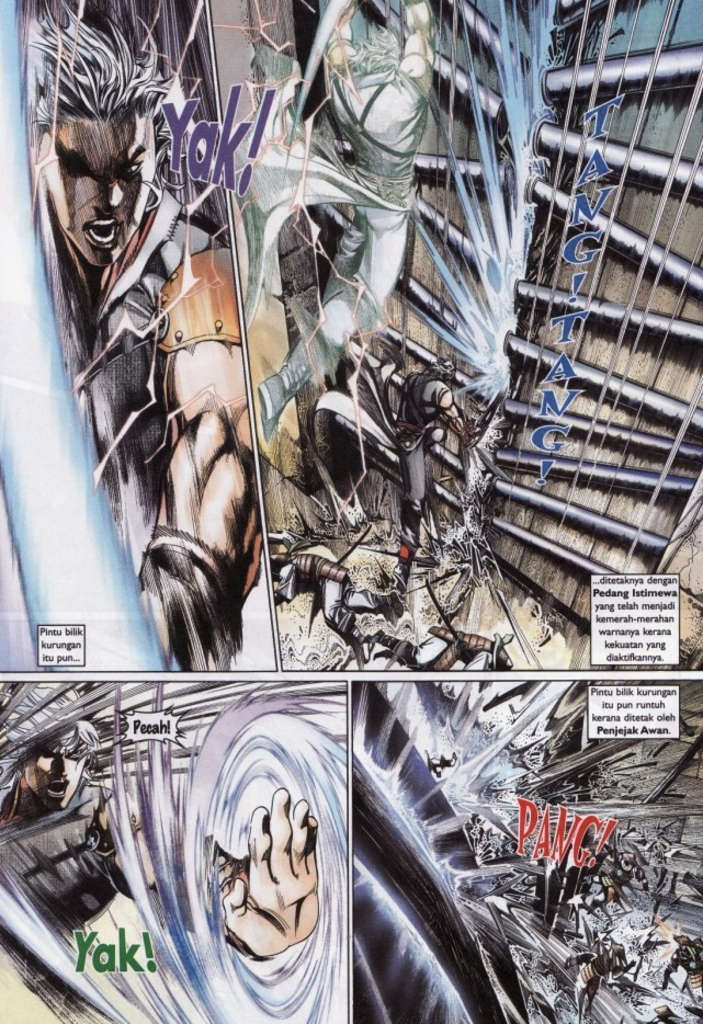 Yak!
TANG!
TANG!
Pintu bilik
kurungan
itu pun...
...ditetaknya dengan
Pedang Istimewa
yang telah menjadi
kemerah-merahan
warnanya kerana
kekuatan yang
diaktifkannya.
Pecah!
Yak!
Pintu bilik kurungan
itu pun runtuh
kerana ditetak oleh
Penjejak Awan.
PANG!